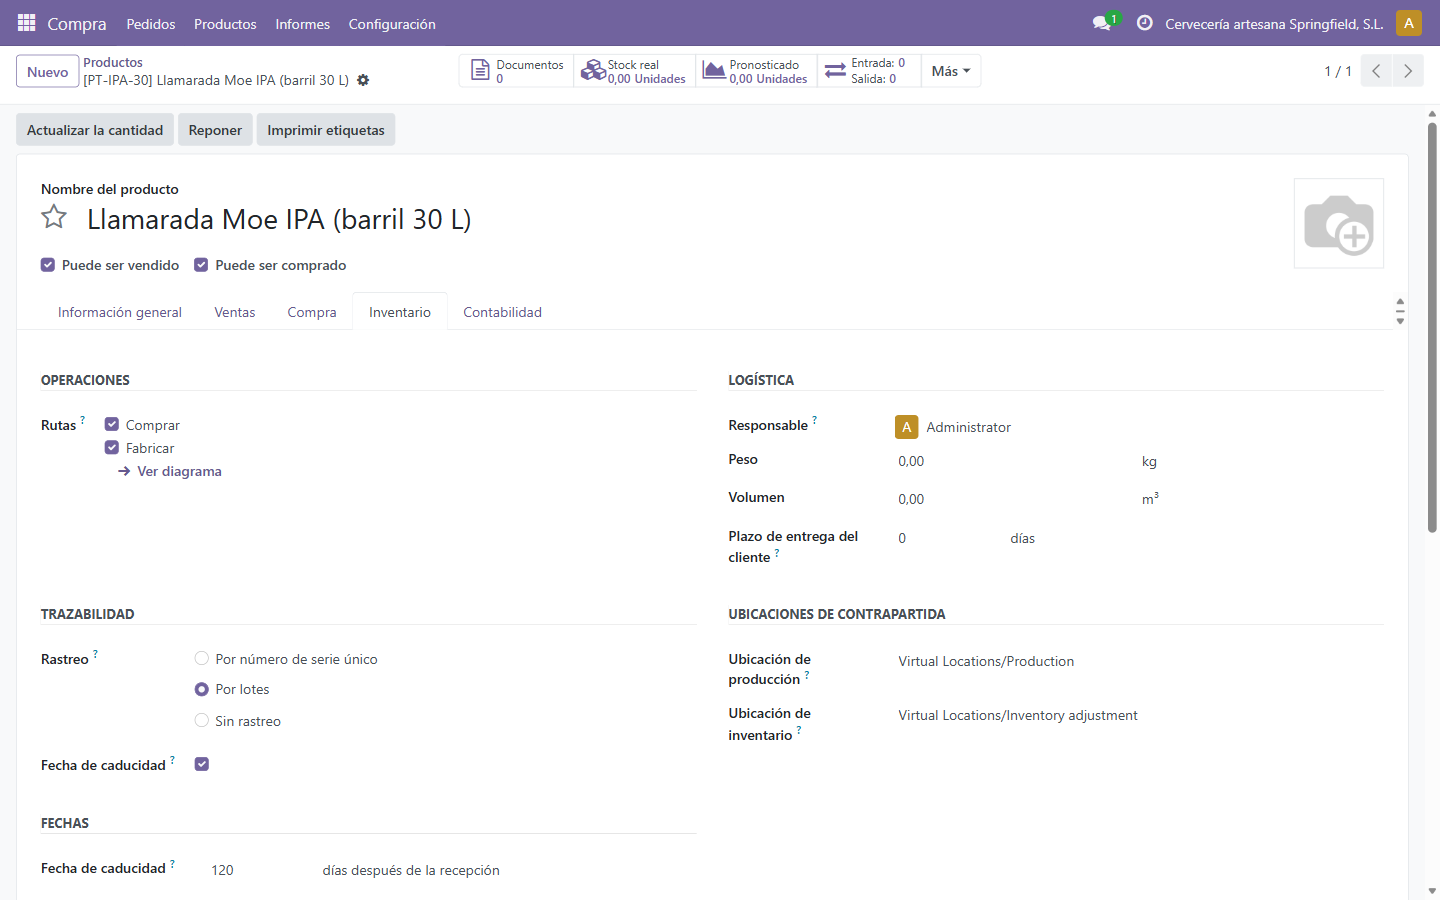 Compra Pedidos Productos Informes Configuración 1 Cervecería artesana Springfield, S.L. A
Nuevo
Productos
[PT-IPA-30] Llamarada Moe IPA (barril 30 L)
Documentos
0
Stock real
0,00 Unidades
Pronosticado
0,00 Unidades
Entrada: 0
Salida: 0
Más
1 / 1
Actualizar la cantidad Reponer Imprimir etiquetas
Nombre del producto
Llamarada Moe IPA (barril 30 L)
Puede ser vendido Puede ser comprado
Información general Ventas Compra Inventario Contabilidad
OPERACIONES
Rutas ? Comprar
Fabricar
Ver diagrama
LOGÍSTICA
Responsable ? A Administrator
Peso 0,00 kg
Volumen 0,00 m³
Plazo de entrega del cliente ? 0 días
TRAZABILIDAD
Rastreo ? Por número de serie único
Por lotes
Sin rastreo
Fecha de caducidad ?
UBICACIONES DE CONTRAPARTIDA
Ubicación de producción ? Virtual Locations/Production
Ubicación de inventario ? Virtual Locations/Inventory adjustment
FECHAS
Fecha de caducidad ? 120 días después de la recepción